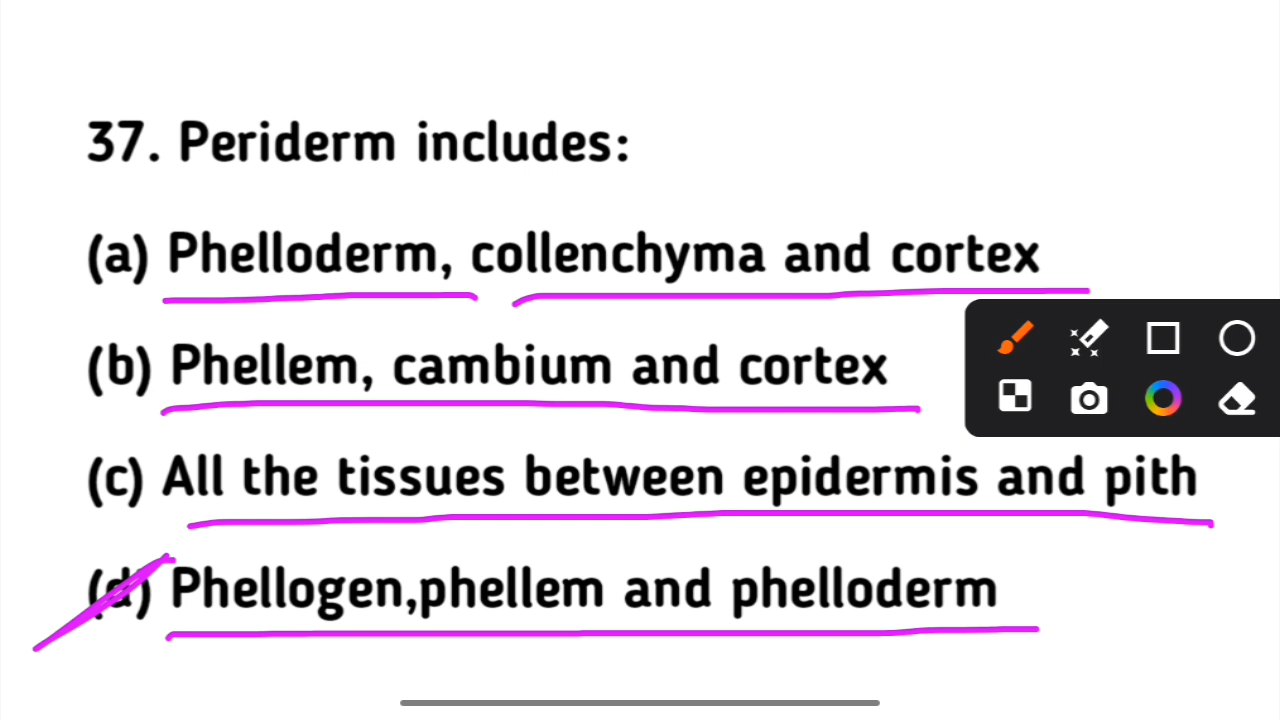 37. Periderm includes:
(a) Phelloderm, collenchyma and cortex
(b) Phellem, cambium and cortex
(c) All the tissues between epidermis and pith
(d) Phellogen,phellem and phelloderm